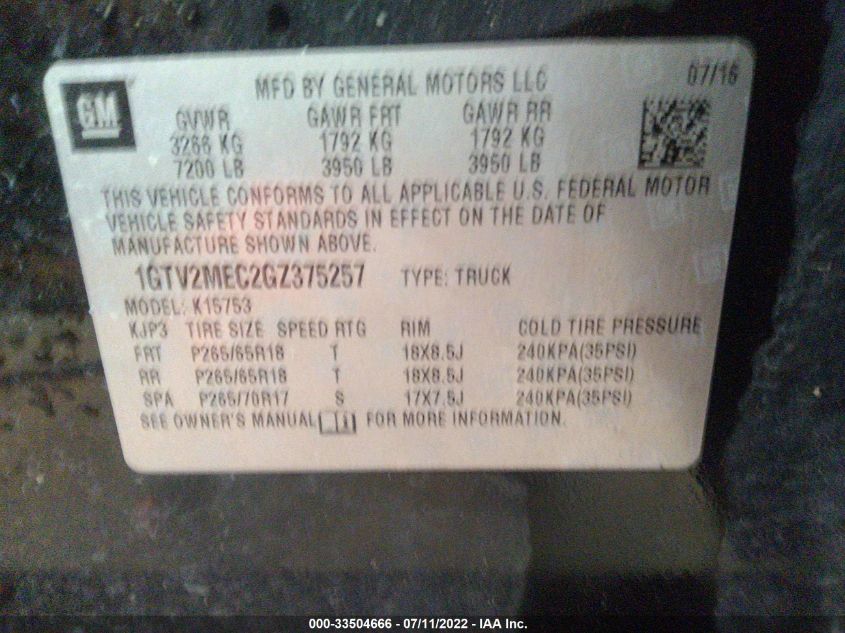 GM
MFD BY GENERAL MOTORS LLC
07/16
GVWR GAWR FRT GAWR RR
3266 KG 1792 KG 1792 KG
7200 LB 3950 LB 3950 LB
THIS VEHICLE CONFORMS TO ALL APPLICABLE U.S. FEDERAL MOTOR
VEHICLE SAFETY STANDARDS IN EFFECT ON THE DATE OF
MANUFACTURE SHOWN ABOVE.
1GTV2MEC2GZ375257 TYPE: TRUCK
MODEL: K15753
KJP3 TIRE SIZE SPEED RTG RIM COLD TIRE PRESSURE
FRT P265/65R18 T 18X8.5J 240KPA(35PSI)
RR P265/65R18 T 18X8.5J 240KPA(35PSI)
SPA P265/70R17 S 17X7.5J 240KPA(35PSI)
SEE OWNER'S MANUAL FOR MORE INFORMATION.
000-33504666 - 07/11/2022 - IAA Inc.